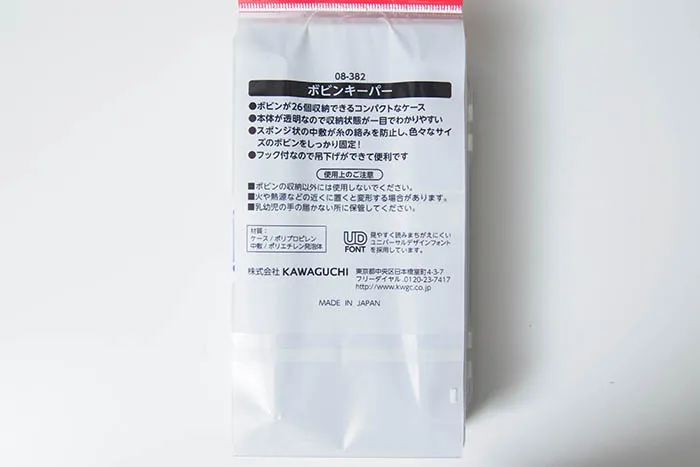 08-382
ボビンキーパー
●ボビンが26個収納できるコンパクトなケース
●本体が透明なので収納状態が一目でわかりやすい
●スポンジ状の中敷が糸の絡みを防止し、色々なサイ
ズのボビンをしっかり固定!
●フック付なので吊下げができて便利です
使用上のご注意
■ボビンの収納以外には使用しないでください。
■火や熱源などの近くに置くと変形する場合があります。
■乳幼児の手の届かない所に保管してください。
材質:
ケース/ポリプロピレン
中敷/ポリエチレン発泡体
UD
FONT
見やすく読みまちがえにくい
ユニバーサルデザインフォント
を採用しています。
株式会社 KAWAGUCHI
東京都中央区日本橋室町4-3-7
フリーダイヤル.0120-23-7417
http://www.kwgc.co.jp
MADE IN JAPAN